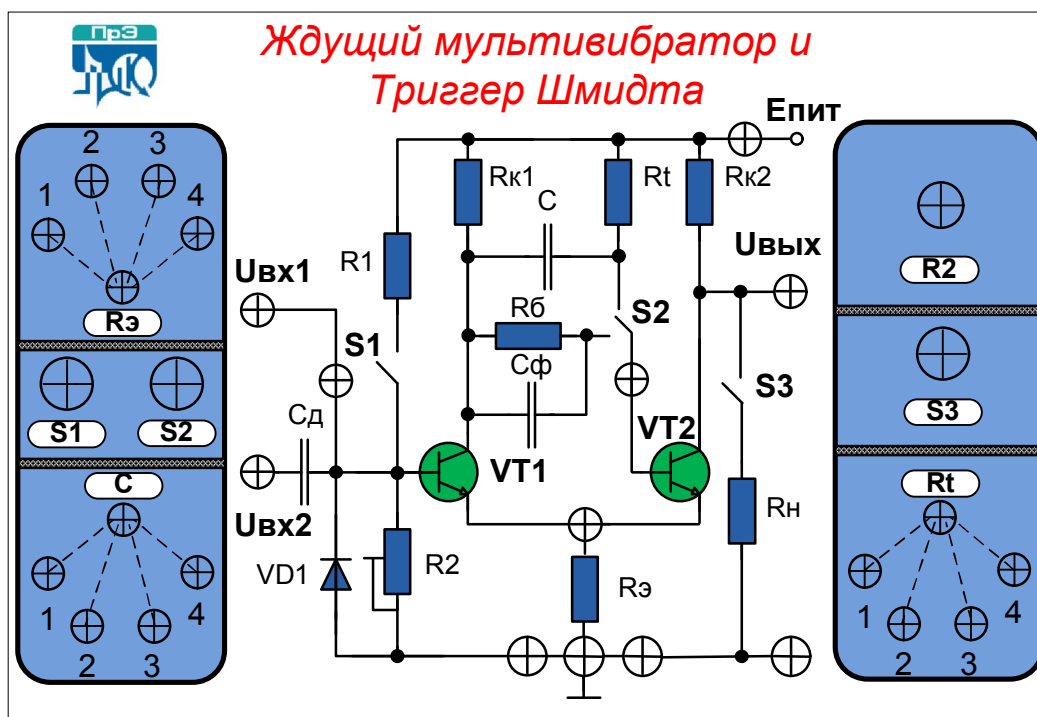 ПрЭ
Ждущий мультивибратор и
Триггер Шмидта
1
2
3
4
Rэ
S1
S2
C
1
2
3
4
Uвх1
Cд
Uвх2
VD1
R1
S1
R2
Rк1
C
Rt
Rк2
Eпит
Rб
Cф
S2
VT1
VT2
Uвых
S3
Rн
Rэ
R2
S3
Rt
1
2
3
4